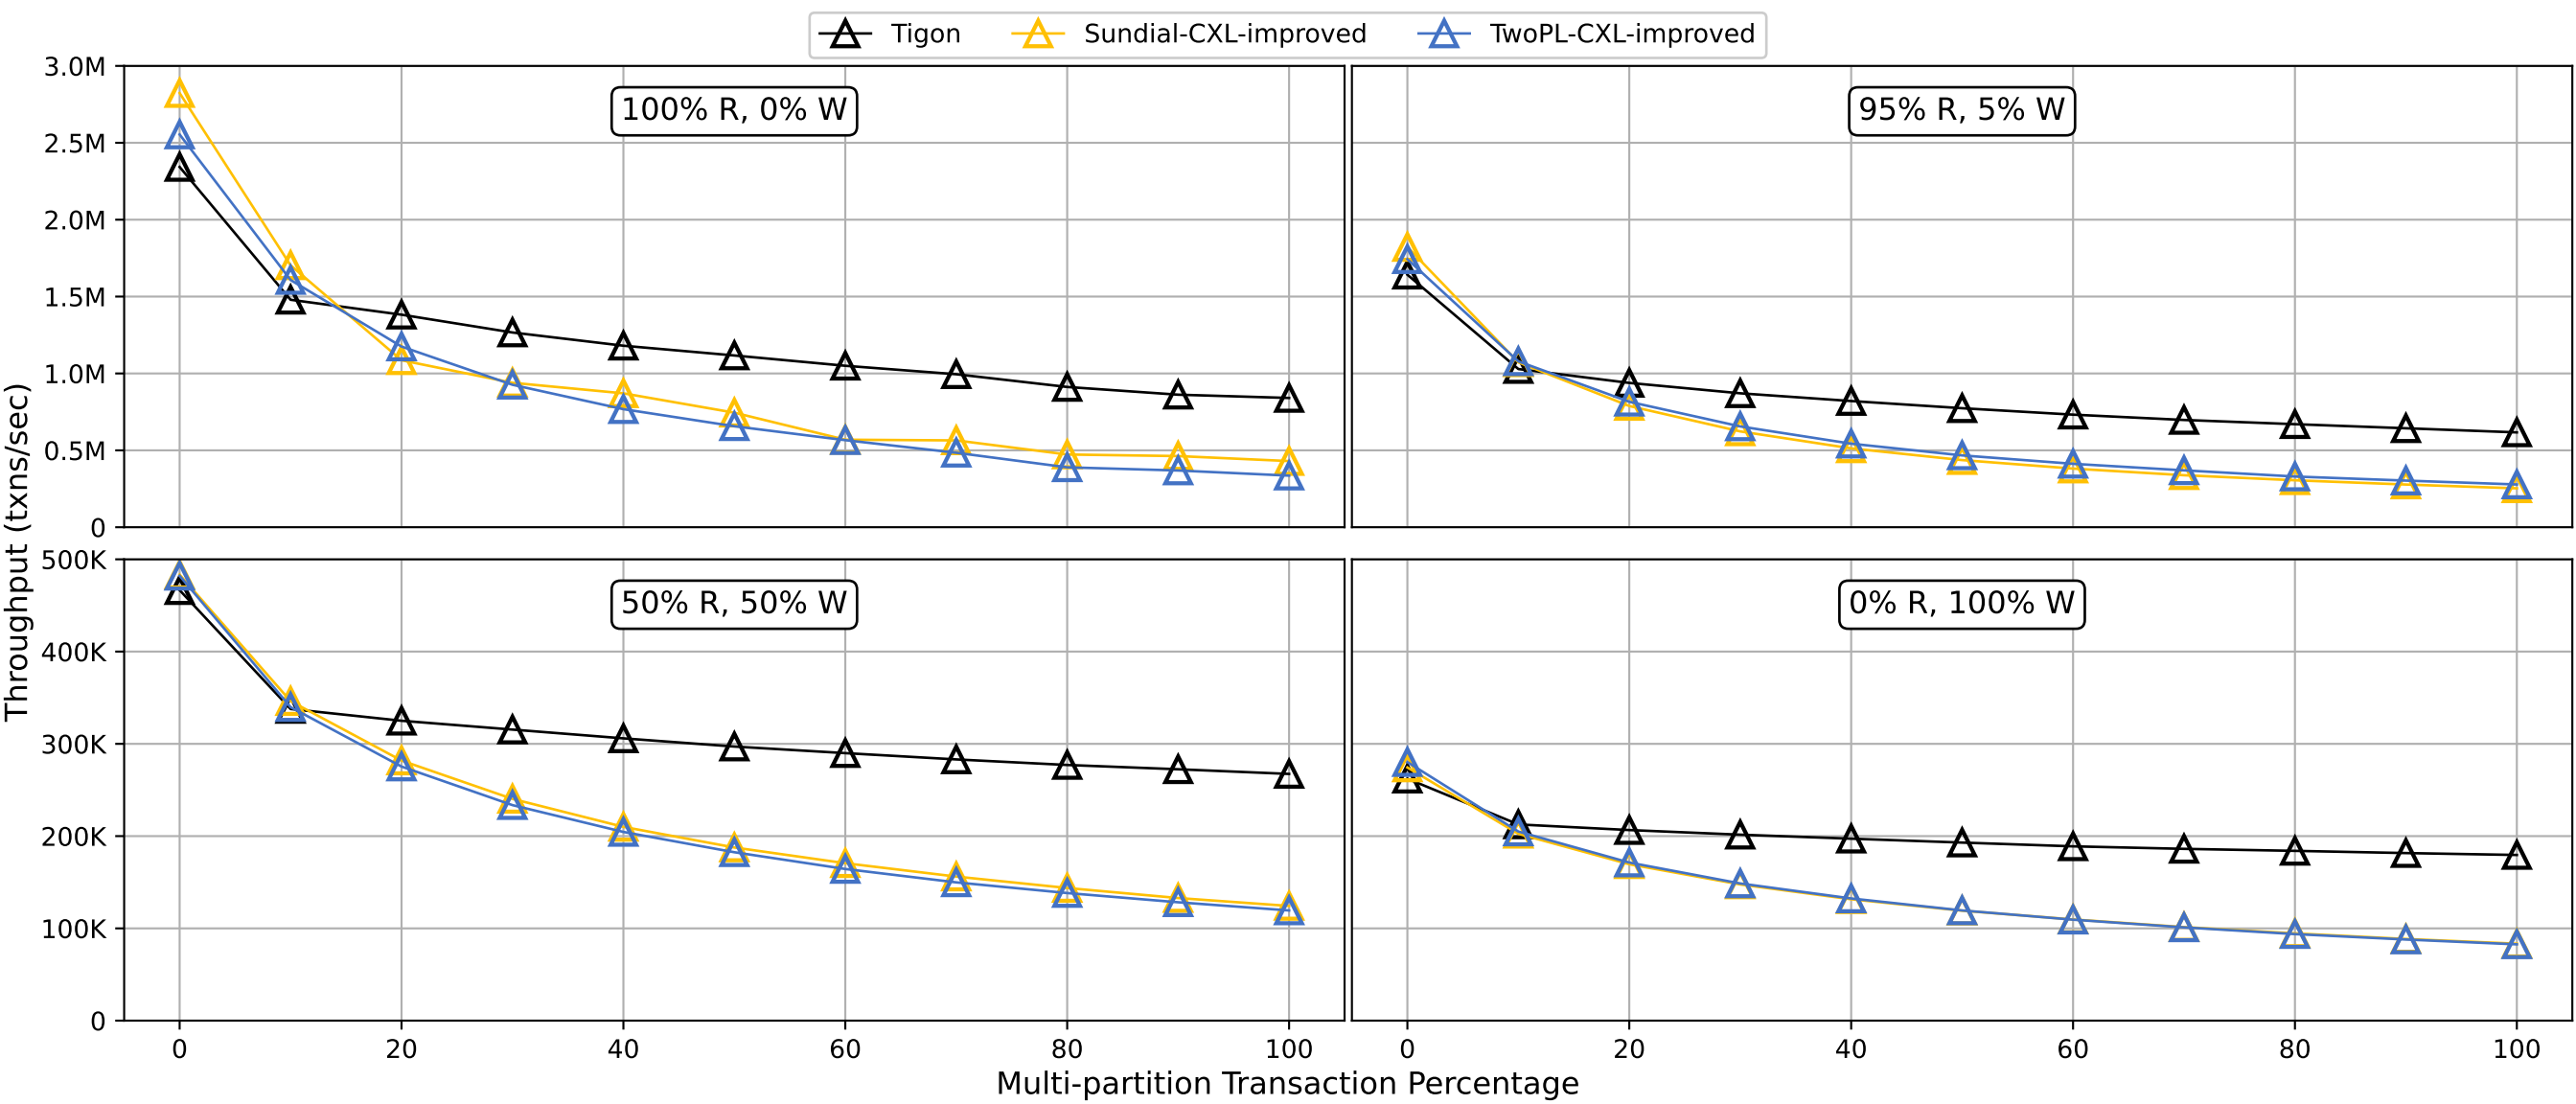 Tigon Sundial-CXL-improved TwoPL-CXL-improved
Throughput (txns/sec)
3.0M
2.5M
2.0M
1.5M
1.0M
0.5M
0
100% R, 0% W
95% R, 5% W
500K
400K
300K
200K
100K
0
50% R, 50% W
0% R, 100% W
0 20 40 60 80 100
0 20 40 60 80 100
Multi-partition Transaction Percentage